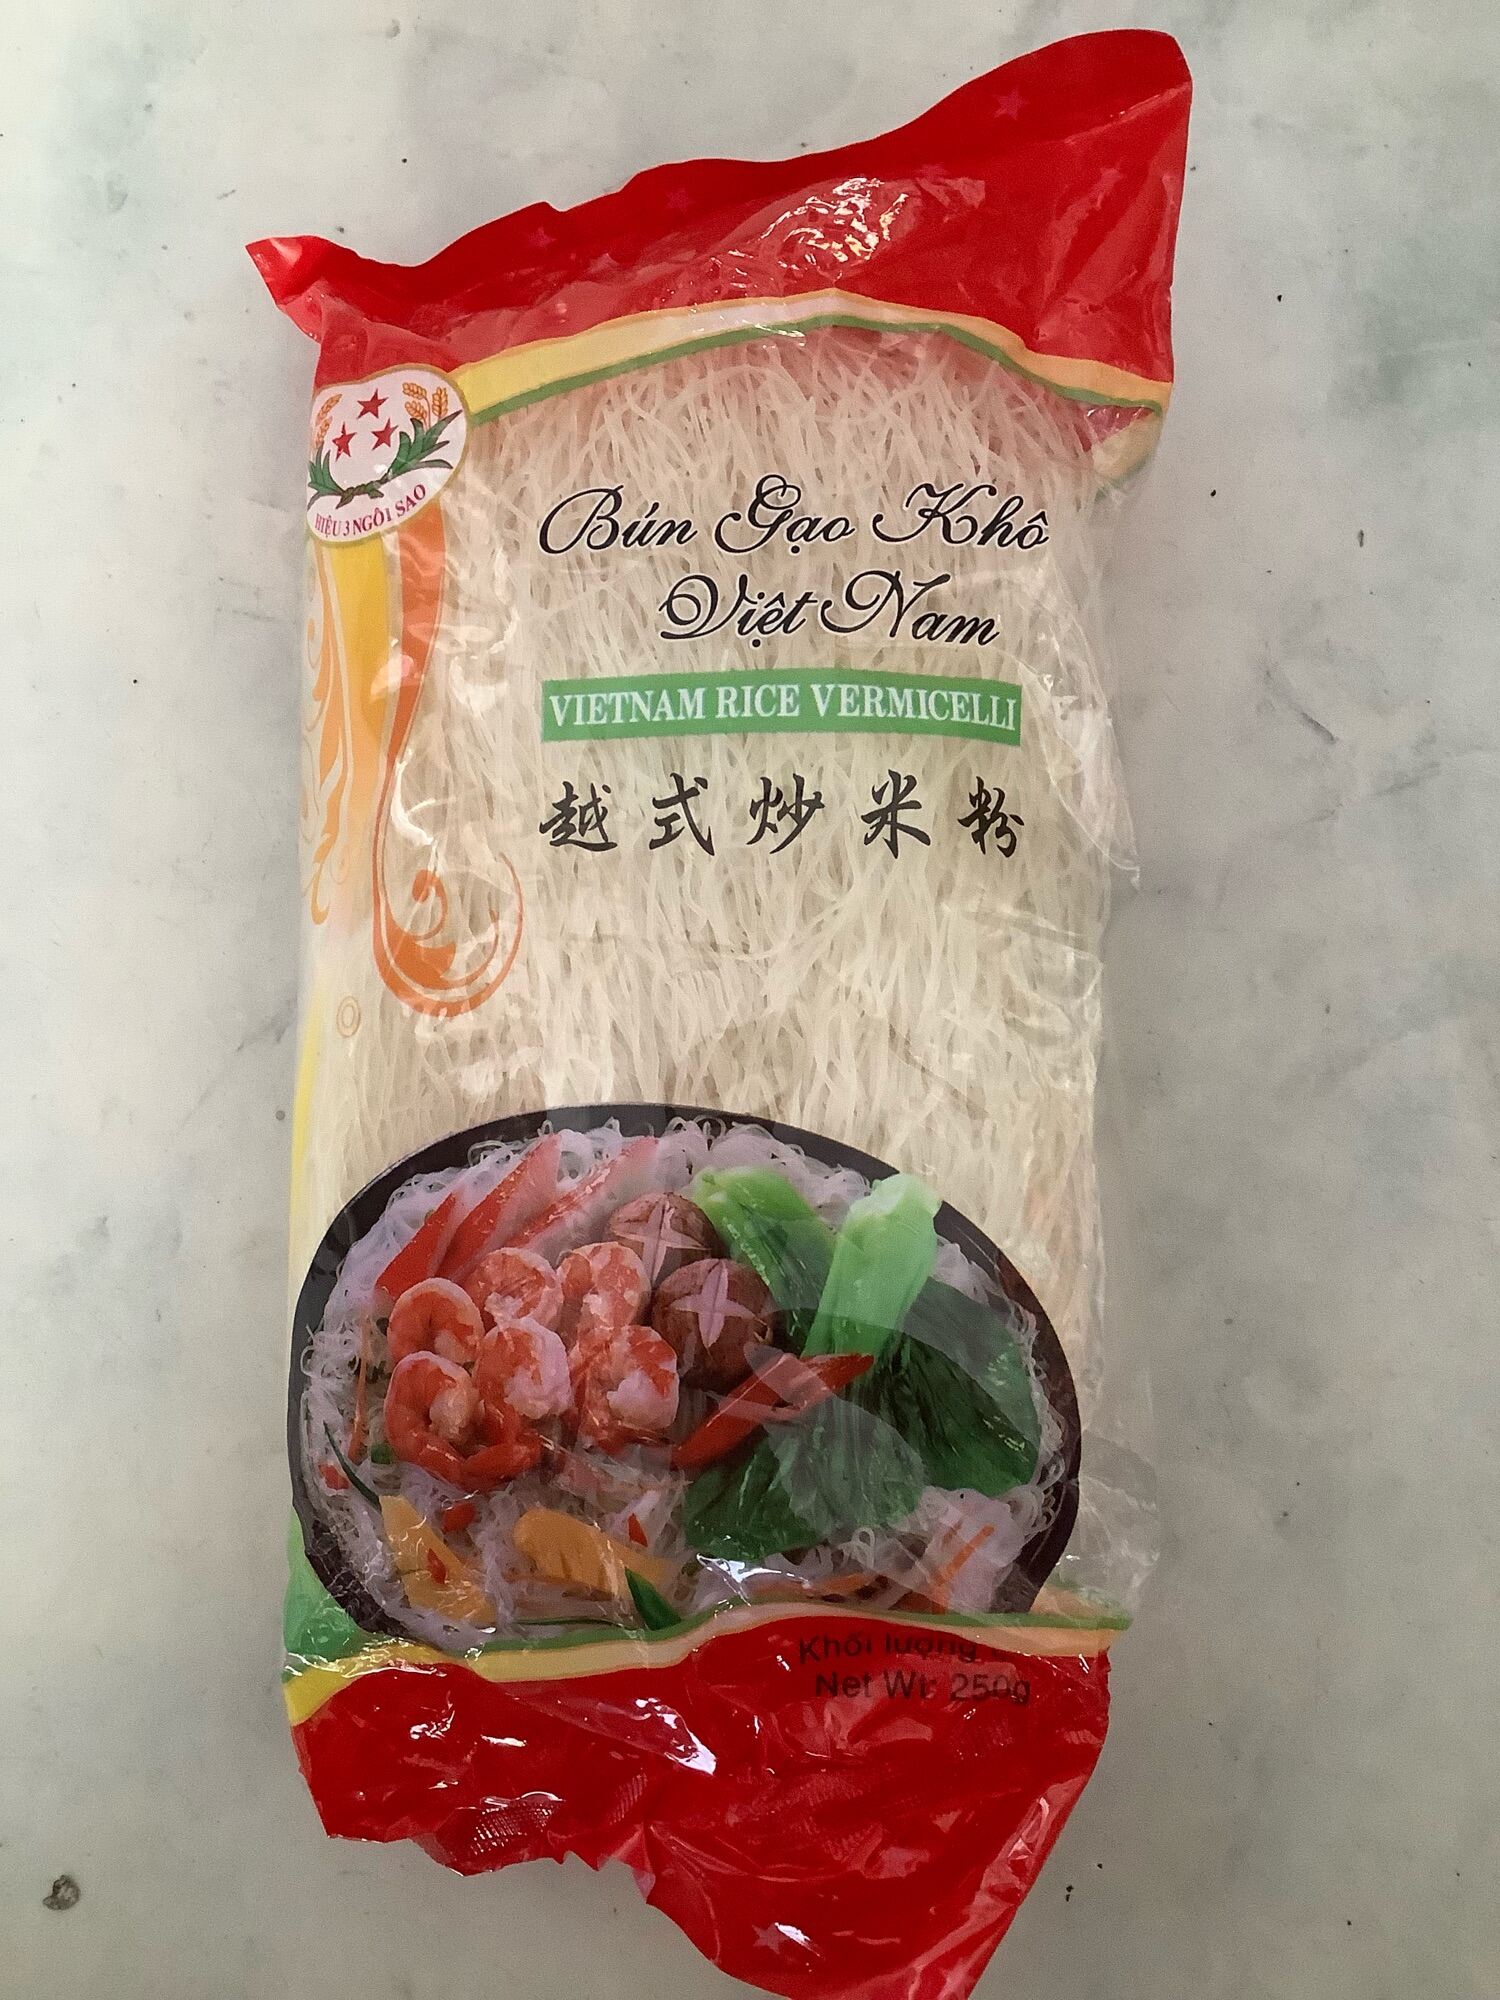 HIỆU 3 NGÔI SAO
Bún Gạo Khô
Việt Nam
VIETNAM RICE VERMICELLI
越式炒米粉
Khối lượng
Net Wt: 250g